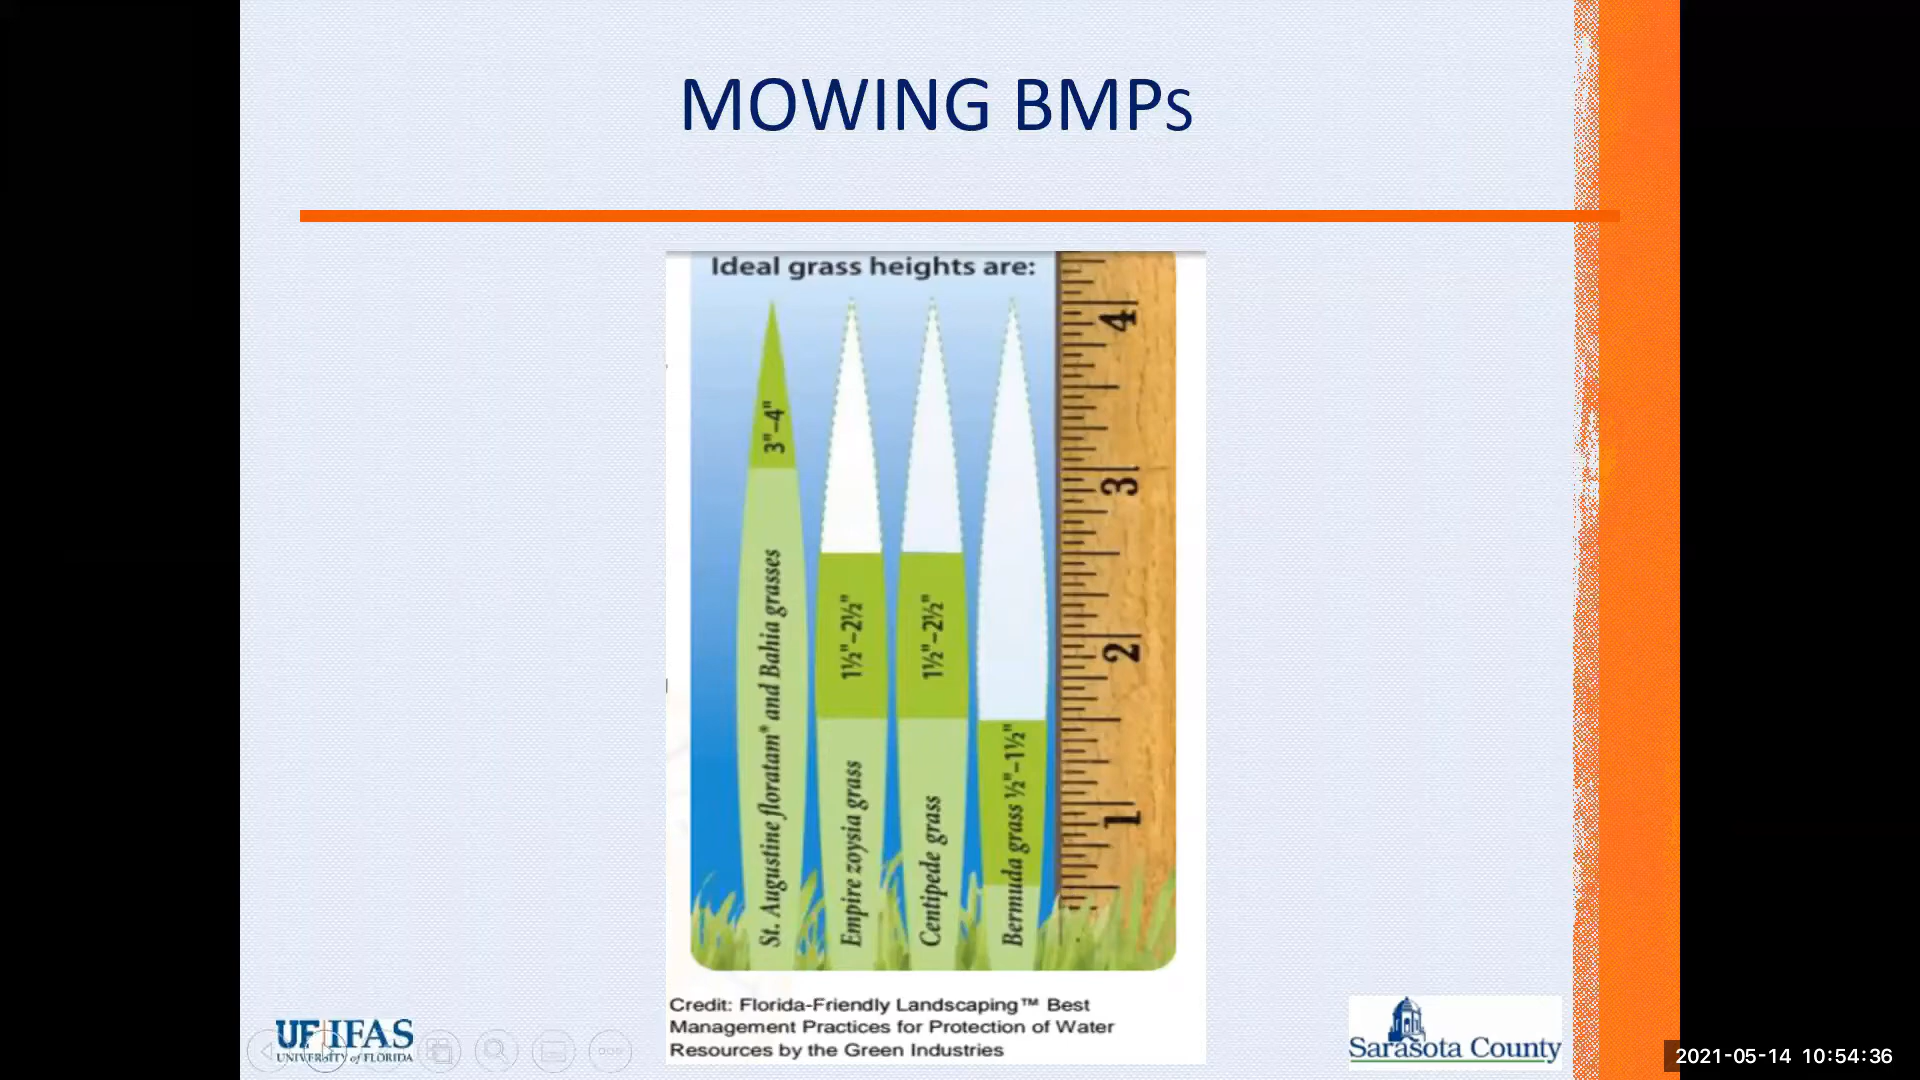 MOWING BMPs
Ideal grass heights are:
3"–4"
St. Augustine floratam* and Bahia grasses
1½"–2½"
Empire zoysia grass
1½"–2½"
Centipede grass
Bermuda grass ½"–1½"
4
3
2
1
Credit: Florida-Friendly Landscaping™ Best
Management Practices for Protection of Water
Resources by the Green Industries
UF IFAS
UNIVERSITY of FLORIDA
Sarasota County
2021-05-14 10:54:36